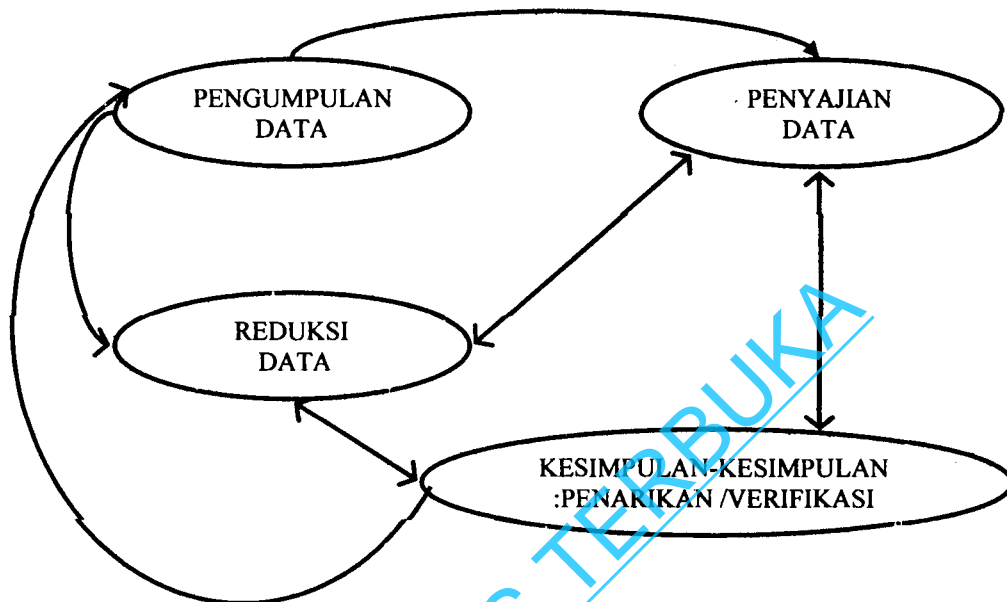 PENGUMPULAN
DATA
PENYAJIAN
DATA
REDUKSI
DATA
KESIMPULAN-KESIMPULAN
:PENARIKAN /VERIFIKASI
S TERBUKA